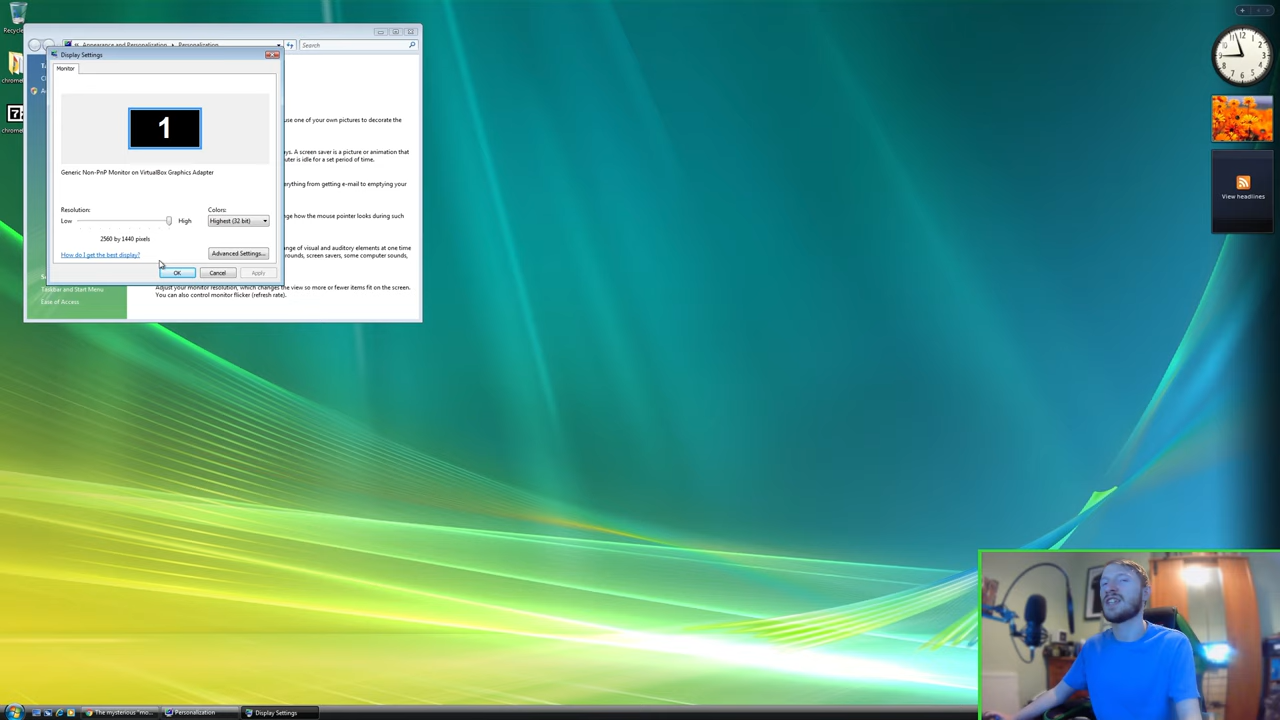 Recycle
Appearance and Personalization ▸ Personalization
Search
Display Settings
Monitor
1
Generic Non-PnP Monitor on VirtualBox Graphics Adapter
Resolution:
Low
High
2560 by 1440 pixels
Colors:
Highest (32 bit)
How do I get the best display?
Advanced Settings...
OK
Cancel
Apply
use one of your own pictures to decorate the
ays. A screen saver is a picture or animation that
uter is idle for a set period of time.
erything from getting e-mail to emptying your
nge how the mouse pointer looks during such
nge of visual and auditory elements at one time
rounds, screen savers, some computer sounds,
Adjust your monitor resolution, which changes the view so more or fewer items fit on the screen.
You can also control monitor flicker (refresh rate).
Taskbar and Start Menu
Ease of Access
chrome
chrome
12
View headlines
The mysterious "mo...
Personalization
Display Settings